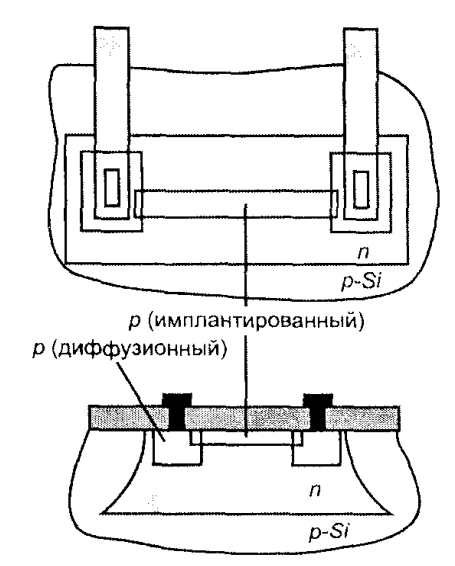 n
p-Si
p (имплантированный)
p (диффузионный)
n
p-Si